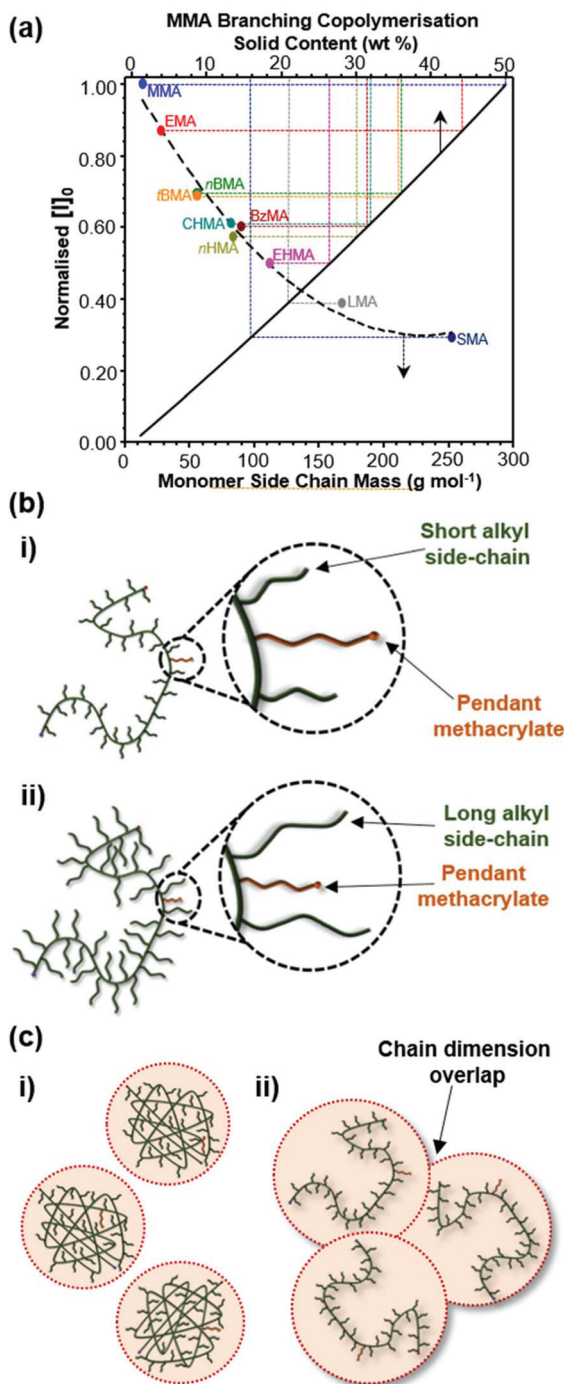 (a)
MMA Branching Copolymerisation
Solid Content (wt %)
0 10 20 30 40 50
1.00
0.80
0.60
0.40
0.20
0.00
Normalised [I]0
MMA
EMA
nBMA
tBMA
CHMA
BzMA
nHMA
EHMA
LMA
SMA
0 50 100 150 200 250 300
Monomer Side Chain Mass (g mol-1)
(b)
i)
Short alkyl
side-chain
Pendant
methacrylate
ii)
Long alkyl
side-chain
Pendant
methacrylate
(c)
Chain dimension
overlap
i)
ii)